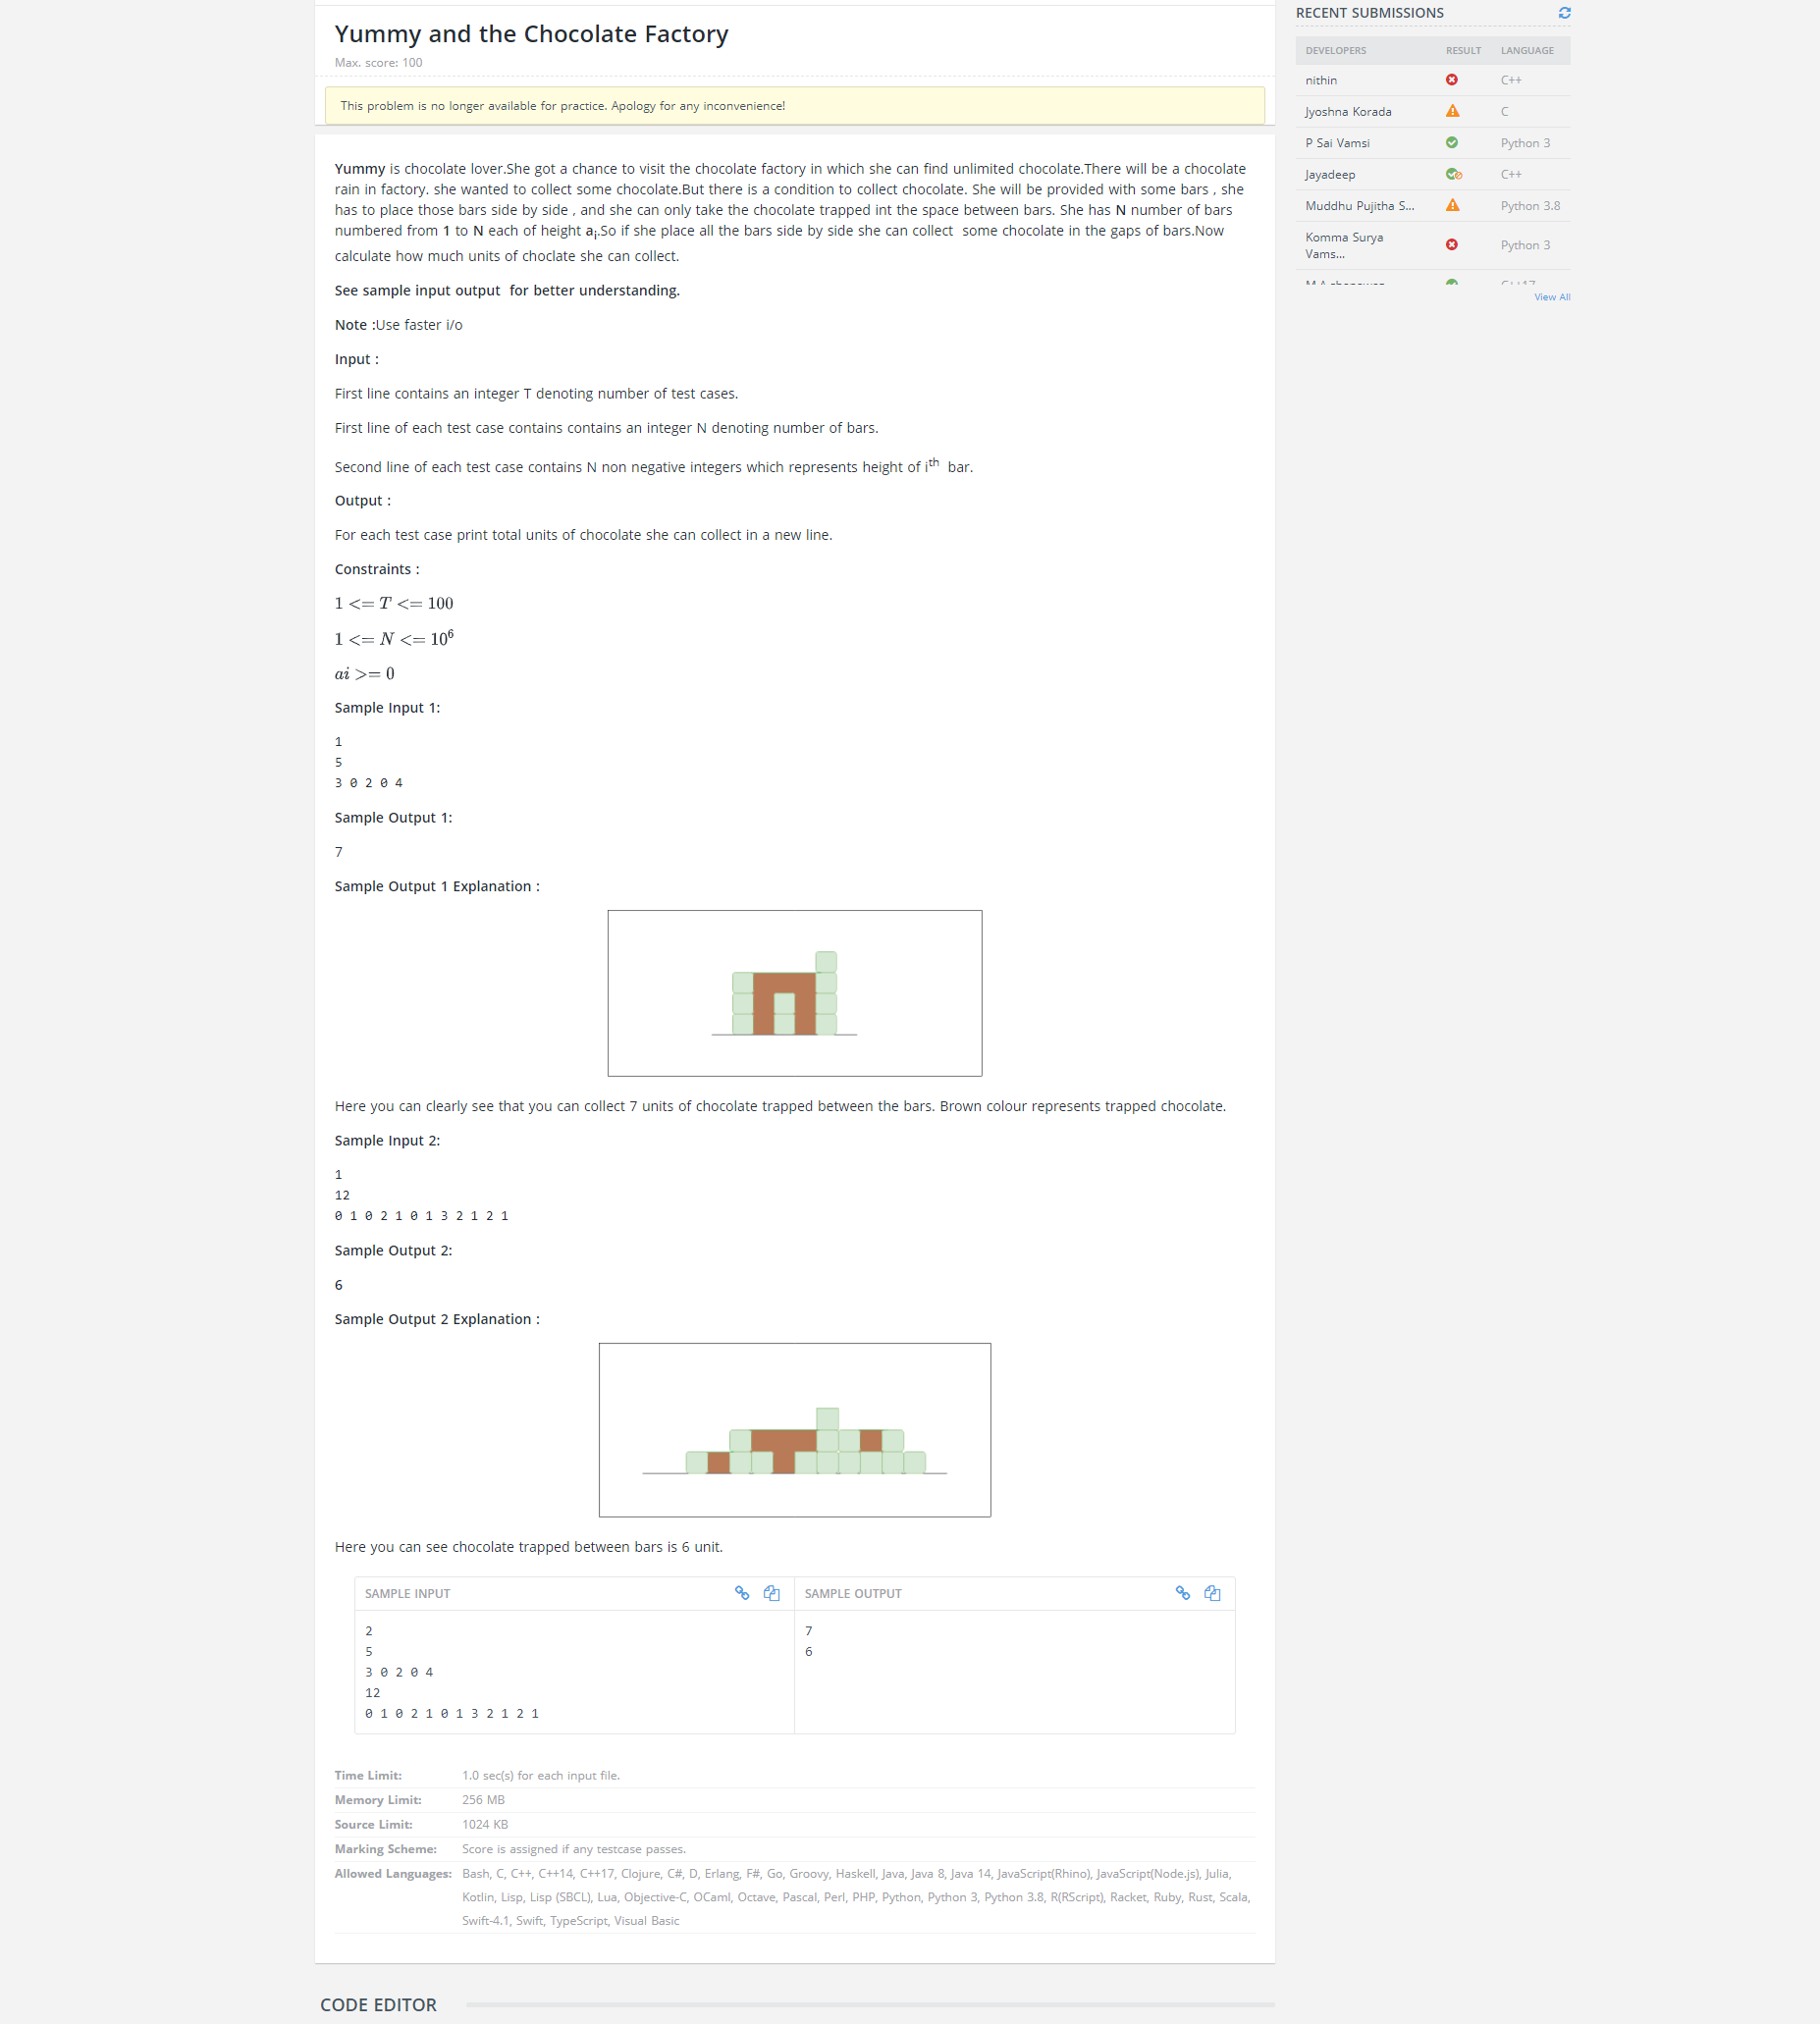 Yummy and the Chocolate Factory
Max. score: 100
This problem is no longer available for practice. Apology for any inconvenience!
Yummy is chocolate lover.She got a chance to visit the chocolate factory in which she can find unlimited chocolate.There will be a chocolate
rain in factory. she wanted to collect some chocolate.But there is a condition to collect chocolate. She will be provided with some bars , she
has to place those bars side by side , and she can only take the chocolate trapped int the space between bars. She has N number of bars
numbered from 1 to N each of height ai.So if she place all the bars side by side she can collect  some chocolate in the gaps of bars.Now
calculate how much units of choclate she can collect.
See sample input output  for better understanding.
Note :Use faster i/o
Input :
First line contains an integer T denoting number of test cases.
First line of each test case contains contains an integer N denoting number of bars.
Second line of each test case contains N non negative integers which represents height of ith  bar.
Output :
For each test case print total units of chocolate she can collect in a new line.
Constraints :
1 <= T <= 100
1 <= N <= 10^6
ai >= 0
Sample Input 1:
1
5
3 0 2 0 4
Sample Output 1:
7
Sample Output 1 Explanation :
Here you can clearly see that you can collect 7 units of chocolate trapped between the bars. Brown colour represents trapped chocolate.
Sample Input 2:
1
12
0 1 0 2 1 0 1 3 2 1 2 1
Sample Output 2:
6
Sample Output 2 Explanation :
Here you can see chocolate trapped between bars is 6 unit.
SAMPLE INPUT
2
5
3 0 2 0 4
12
0 1 0 2 1 0 1 3 2 1 2 1
SAMPLE OUTPUT
7
6
Time Limit: 1.0 sec(s) for each input file.
Memory Limit: 256 MB
Source Limit: 1024 KB
Marking Scheme: Score is assigned if any testcase passes.
Allowed Languages: Bash, C, C++, C++14, C++17, Clojure, C#, D, Erlang, F#, Go, Groovy, Haskell, Java, Java 8, Java 14, JavaScript(Rhino), JavaScript(Node.js), Julia,
Kotlin, Lisp, Lisp (SBCL), Lua, Objective-C, OCaml, Octave, Pascal, Perl, PHP, Python, Python 3, Python 3.8, R(RScript), Racket, Ruby, Rust, Scala,
Swift-4.1, Swift, TypeScript, Visual Basic
CODE EDITOR
RECENT SUBMISSIONS
DEVELOPERS RESULT LANGUAGE
nithin C++
Jyoshna Korada C
P Sai Vamsi Python 3
Jayadeep C++
Muddhu Pujitha S... Python 3.8
Komma Surya
Vams... Python 3
View All